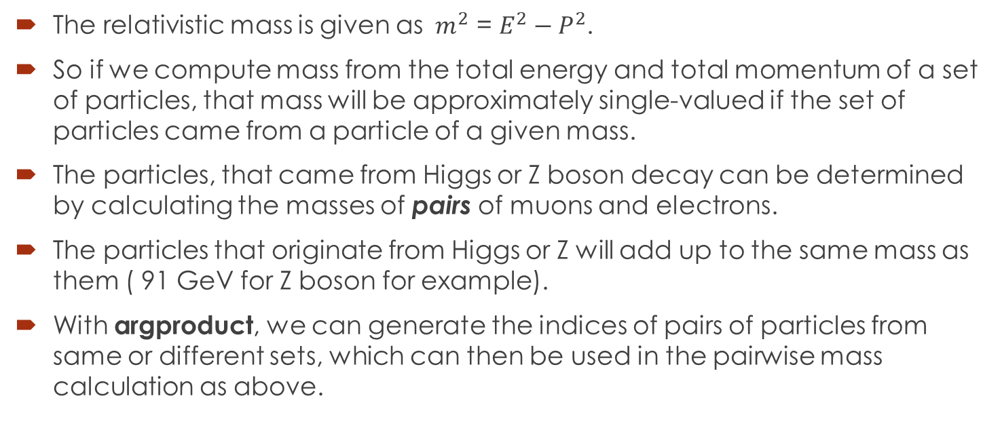 The relativistic mass is given as m² = E² − P².
So if we compute mass from the total energy and total momentum of a set
of particles, that mass will be approximately single-valued if the set of
particles came from a particle of a given mass.
The particles, that came from Higgs or Z boson decay can be determined
by calculating the masses of pairs of muons and electrons.
The particles that originate from Higgs or Z will add up to the same mass as
them ( 91 GeV for Z boson for example).
With argproduct, we can generate the indices of pairs of particles from
same or different sets, which can then be used in the pairwise mass
calculation as above.